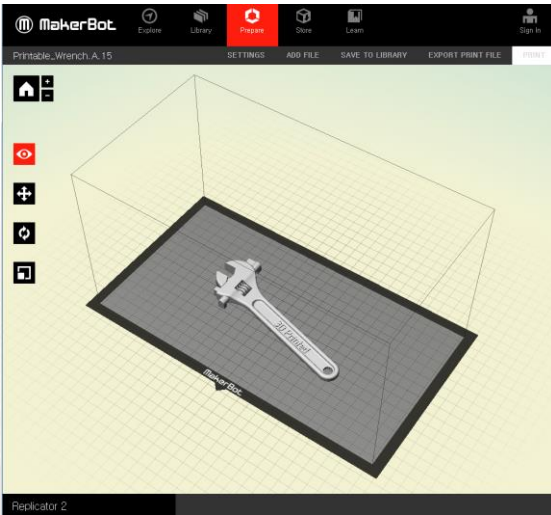 MakerBot
Explore
Library
Prepare
Store
Learn
Sign In
Printable_Wrench.A.15
SETTINGS
ADD FILE
SAVE TO LIBRARY
EXPORT PRINT FILE
PRINT
3D Printed
MakerBot
Replicator 2